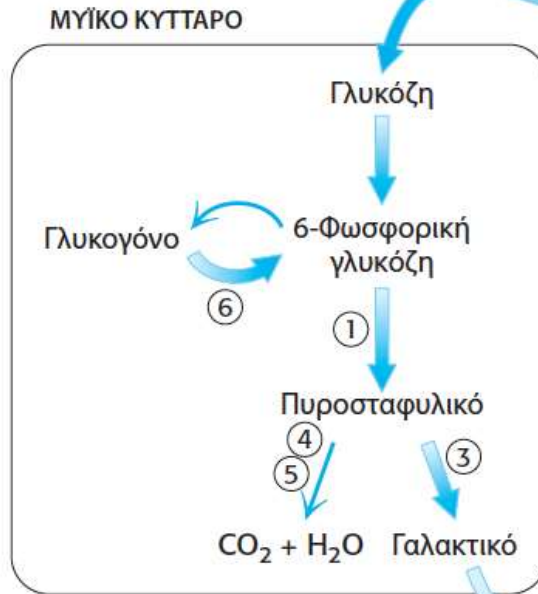 ΜΥΪΚΟ ΚΥΤΤΑΡΟ
Γλυκόζη
Γλυκογόνο
6-Φωσφορική
γλυκόζη
⑥
①
Πυροσταφυλικό
④
⑤
③
CO₂ + H₂O
Γαλακτικό